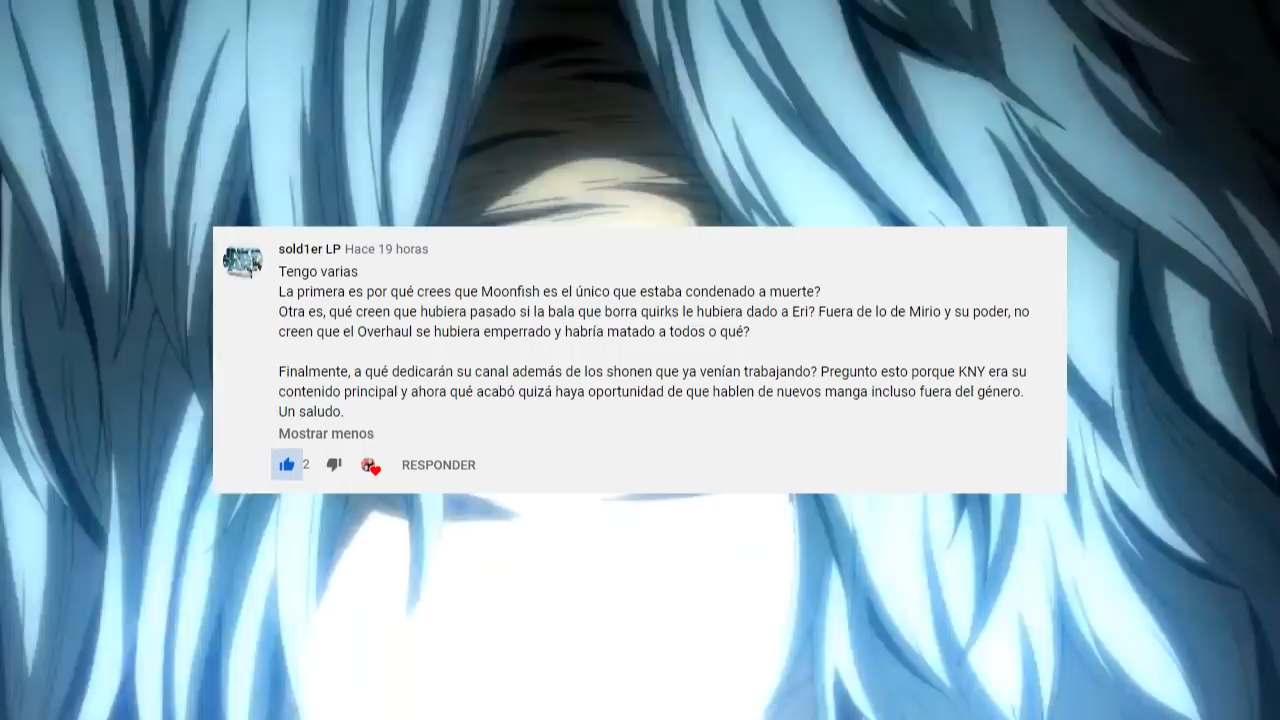 sold1er LP Hace 19 horas
Tengo varias
La primera es por qué crees que Moonfish es el único que estaba condenado a muerte?
Otra es, qué creen que hubiera pasado si la bala que borra quirks le hubiera dado a Eri? Fuera de lo de Mirio y su poder, no
creen que el Overhaul se hubiera emperrado y habría matado a todos o qué?
Finalmente, a qué dedicarán su canal además de los shonen que ya venían trabajando? Pregunto esto porque KNY era su
contenido principal y ahora qué acabó quizá haya oportunidad de que hablen de nuevos manga incluso fuera del género.
Un saludo.
Mostrar menos
2 RESPONDER